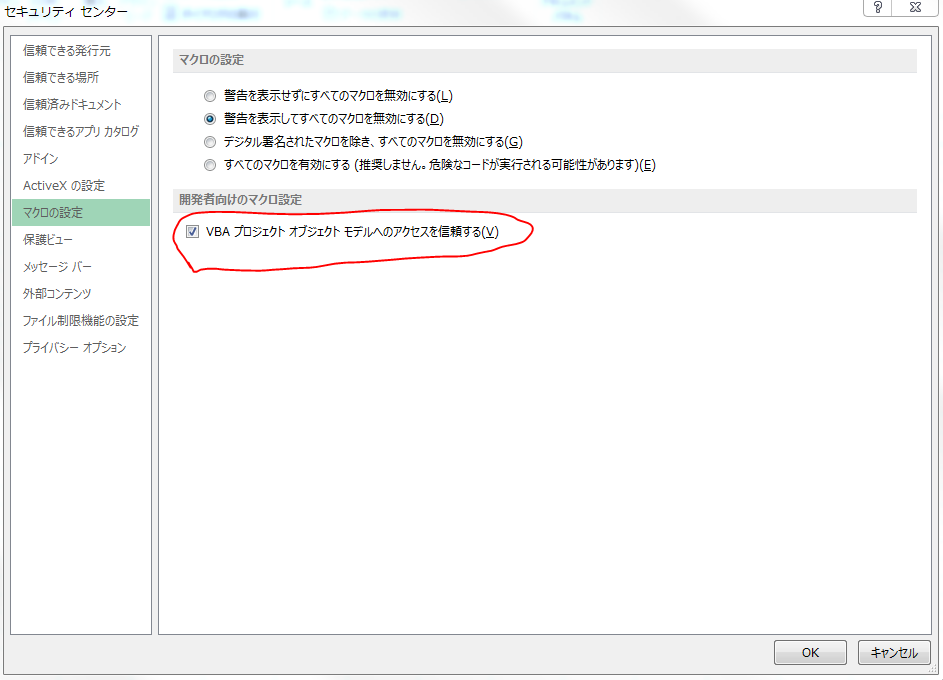 セキュリティ センター
信頼できる発行元
信頼できる場所
信頼済みドキュメント
信頼できるアプリ カタログ
アドイン
ActiveX の設定
マクロの設定
保護ビュー
メッセージ バー
外部コンテンツ
ファイル制限機能の設定
プライバシー オプション
マクロの設定
警告を表示せずにすべてのマクロを無効にする(L)
警告を表示してすべてのマクロを無効にする(D)
デジタル署名されたマクロを除き、すべてのマクロを無効にする(G)
すべてのマクロを有効にする (推奨しません。危険なコードが実行される可能性があります)(E)
開発者向けのマクロ設定
VBA プロジェクト オブジェクト モデルへのアクセスを信頼する(V)
OK
キャンセル